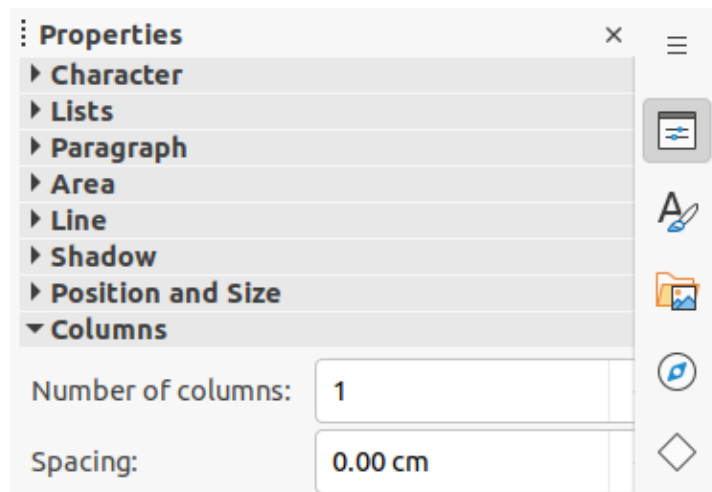 Properties
Character
Lists
Paragraph
Area
Line
Shadow
Position and Size
Columns
Number of columns: 1
Spacing: 0.00 cm